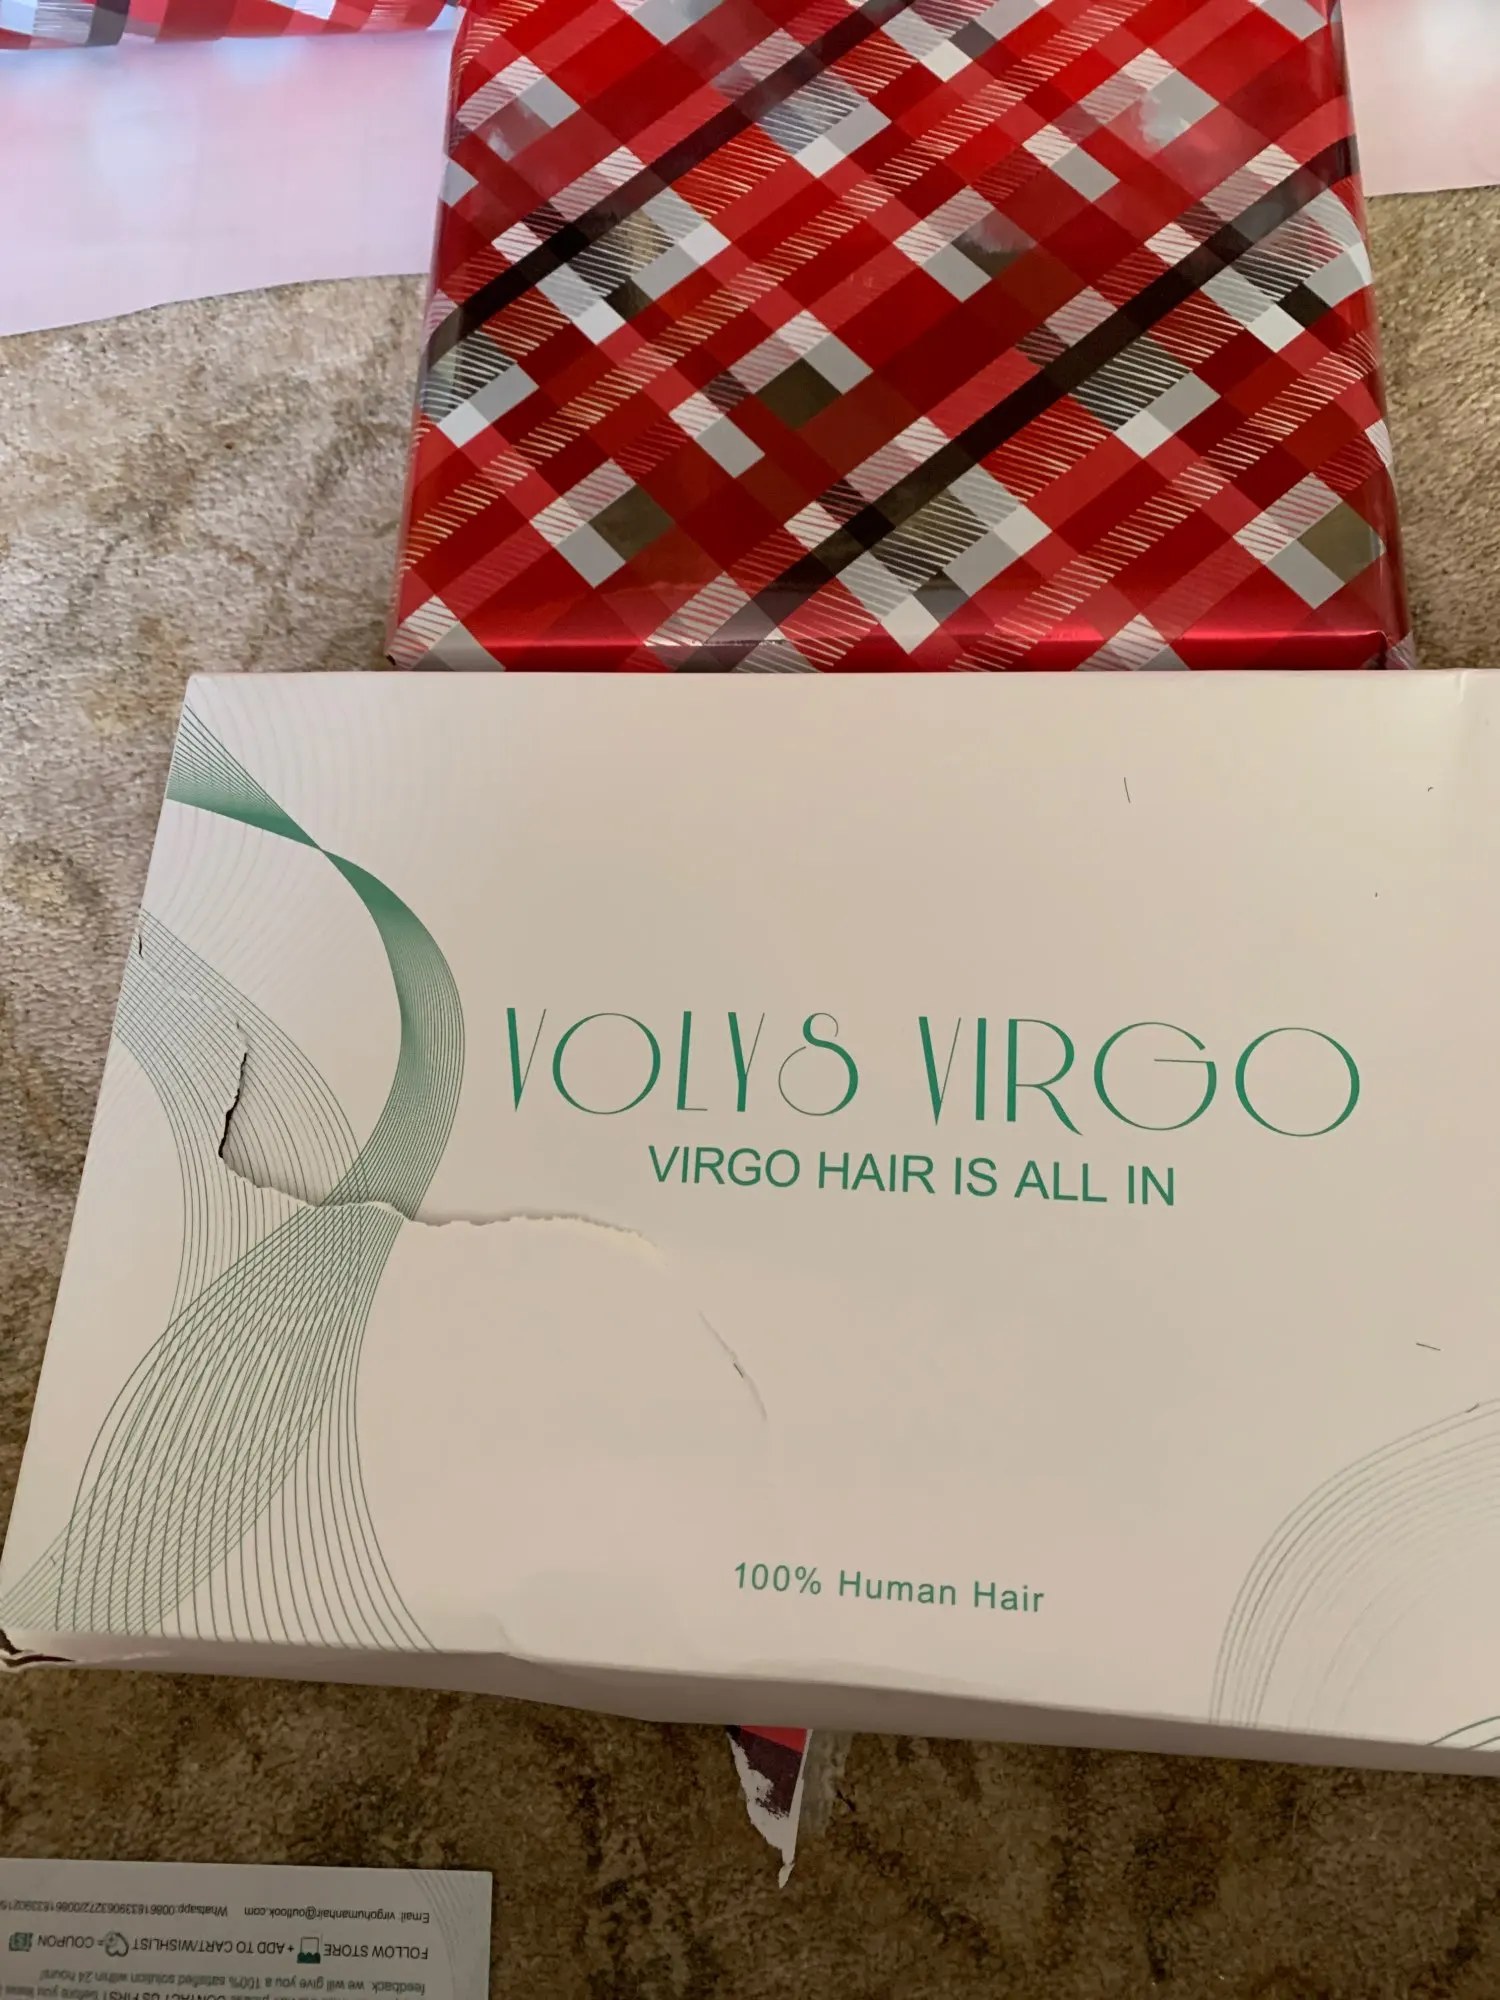 VOLYS VIRGO
VIRGO HAIR IS ALL IN
100% Human Hair
feedback, we will give you a 100% satisfied solution within 24 hours!
FOLLOW STORE + ADD TO CART/WISHLIST = COUPON
Email: virgohumanhair@outlook.com Whatsapp: